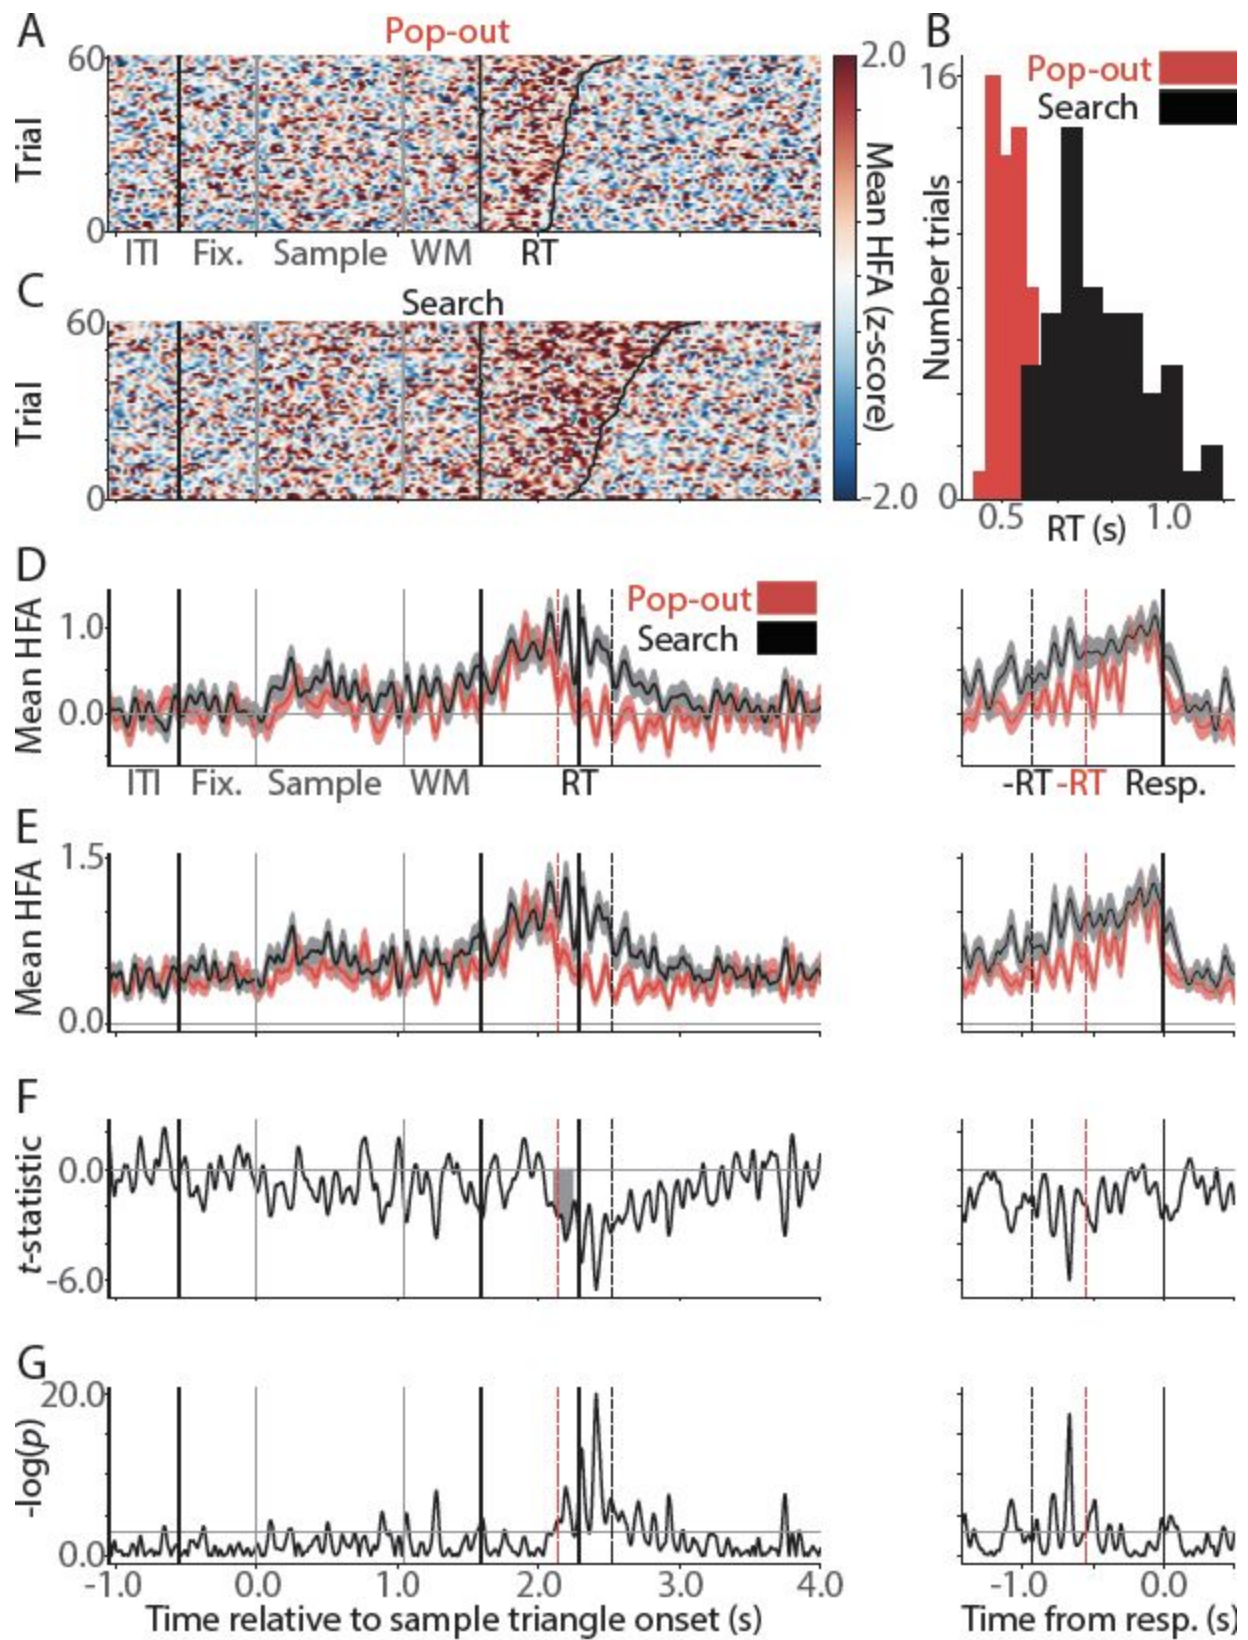 A
Pop-out
60
Trial
0
ITI Fix. Sample WM RT
2.0
Mean HFA (z-score)
-2.0
B
Pop-out
Search
16
Number trials
0
0.5 1.0
RT (s)
C
Search
60
Trial
0
D
Pop-out
Search
1.0
Mean HFA
0.0
ITI Fix. Sample WM RT
-RT -RT Resp.
E
1.5
Mean HFA
0.0
F
0.0
t-statistic
-6.0
G
20.0
-log(p)
0.0
-1.0 0.0 1.0 2.0 3.0 4.0
Time relative to sample triangle onset (s)
-1.0 0.0
Time from resp. (s)